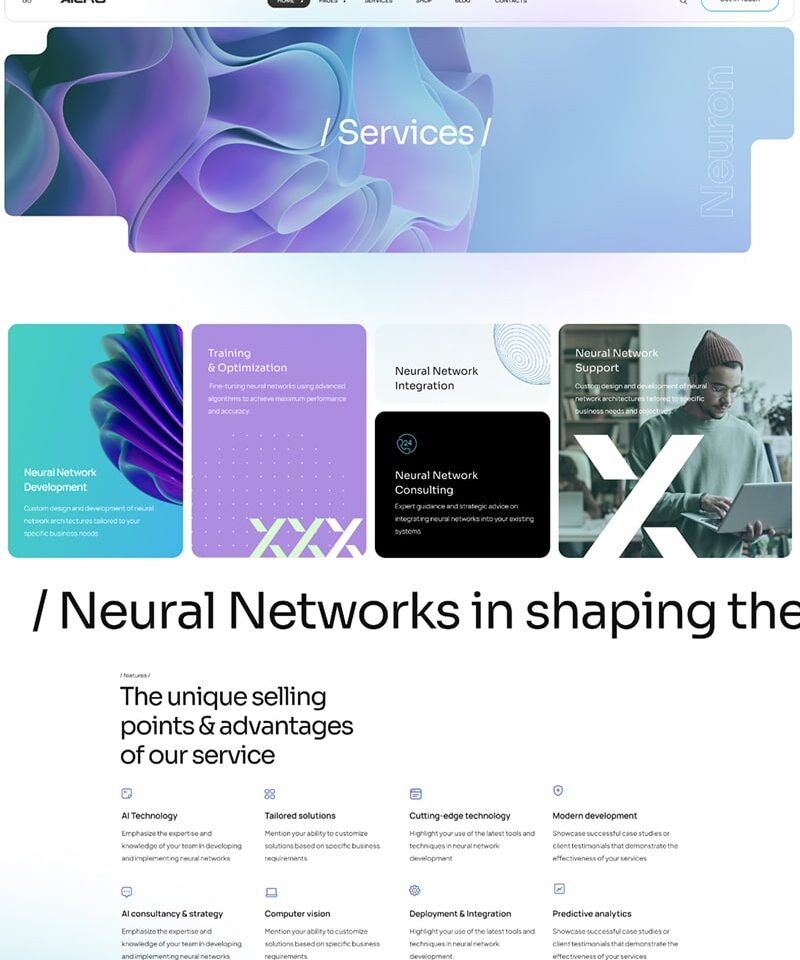 HOME
PAGES
SERVICES
SHOP
BLOG
CONTACTS
/ Services /
Neuron
Neural Network
Development
Custom design and development of neural
network architectures tailored to your
specific business needs
Training
& Optimization
Fine-tuning neural networks using advanced
algorithms to achieve maximum performance
and accuracy.
Neural Network
Integration
24
Neural Network
Consulting
Expert guidance and strategic advice on
integrating neural networks into your existing
systems
Neural Network
Support
Custom design and development of neural
network architectures tailored to specific
business needs and objectives.
/ Neural Networks in shaping the
/ features /
The unique selling
points & advantages
of our service
AI Technology
Emphasize the expertise and
knowledge of your team in developing
and implementing neural networks
Tailored solutions
Mention your ability to customize
solutions based on specific business
requirements
Cutting-edge technology
Highlight your use of the latest tools and
techniques in neural network
development
Modern development
Showcase successful case studies or
client testimonials that demonstrate the
effectiveness of your services
AI consultancy & strategy
Emphasize the expertise and
knowledge of your team in developing
and implementing neural networks
Computer vision
Mention your ability to customize
solutions based on specific business
requirements
Deployment & Integration
Highlight your use of the latest tools and
techniques in neural network
development
Predictive analytics
Showcase successful case studies or
client testimonials that demonstrate the
effectiveness of your services